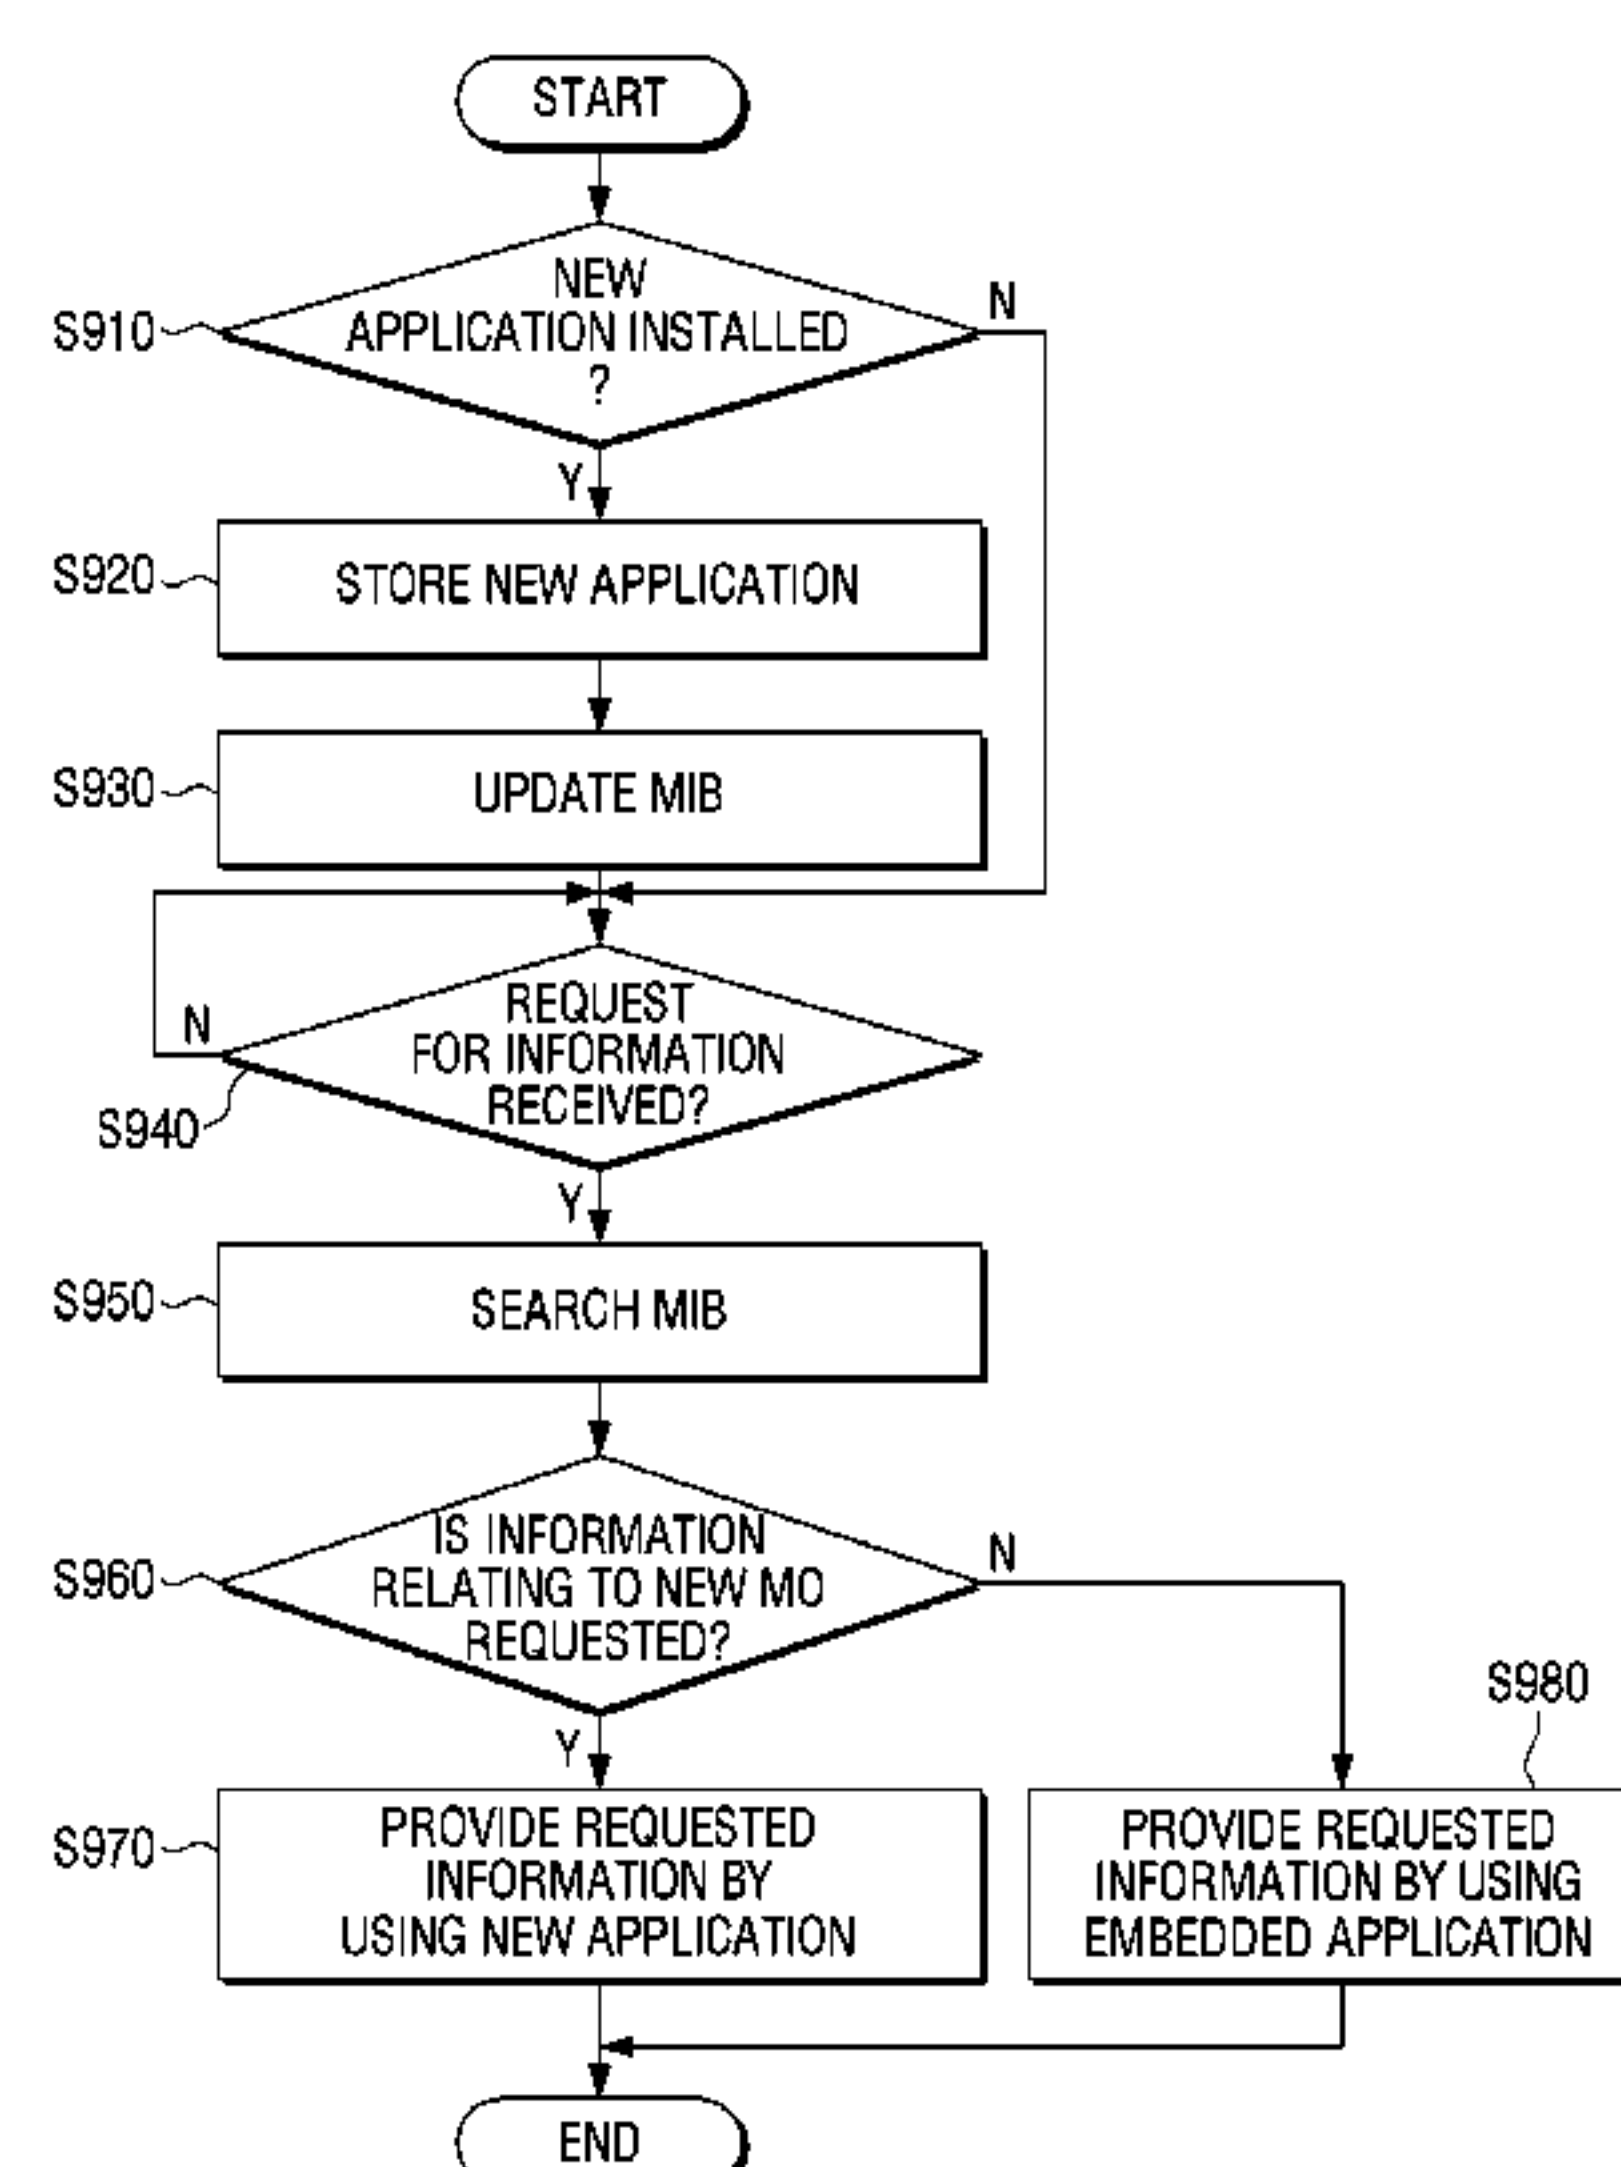 START
NEW
APPLICATION INSTALLED
?
N
S910
Y
S920
STORE NEW APPLICATION
S930
UPDATE MIB
REQUEST
FOR INFORMATION
RECEIVED?
N
S940
Y
S950
SEARCH MIB
IS INFORMATION
RELATING TO NEW MO
REQUESTED?
N
S960
Y
S980
S970
PROVIDE REQUESTED
INFORMATION BY
USING NEW APPLICATION
PROVIDE REQUESTED
INFORMATION BY USING
EMBEDDED APPLICATION
END